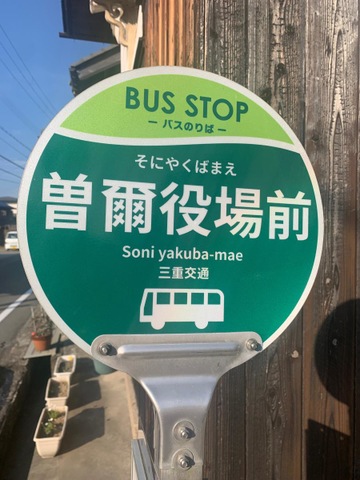 BUS STOP
ーバスのりばー
そにやくばまえ
曽爾役場前
Soni yakuba-mae
三重交通